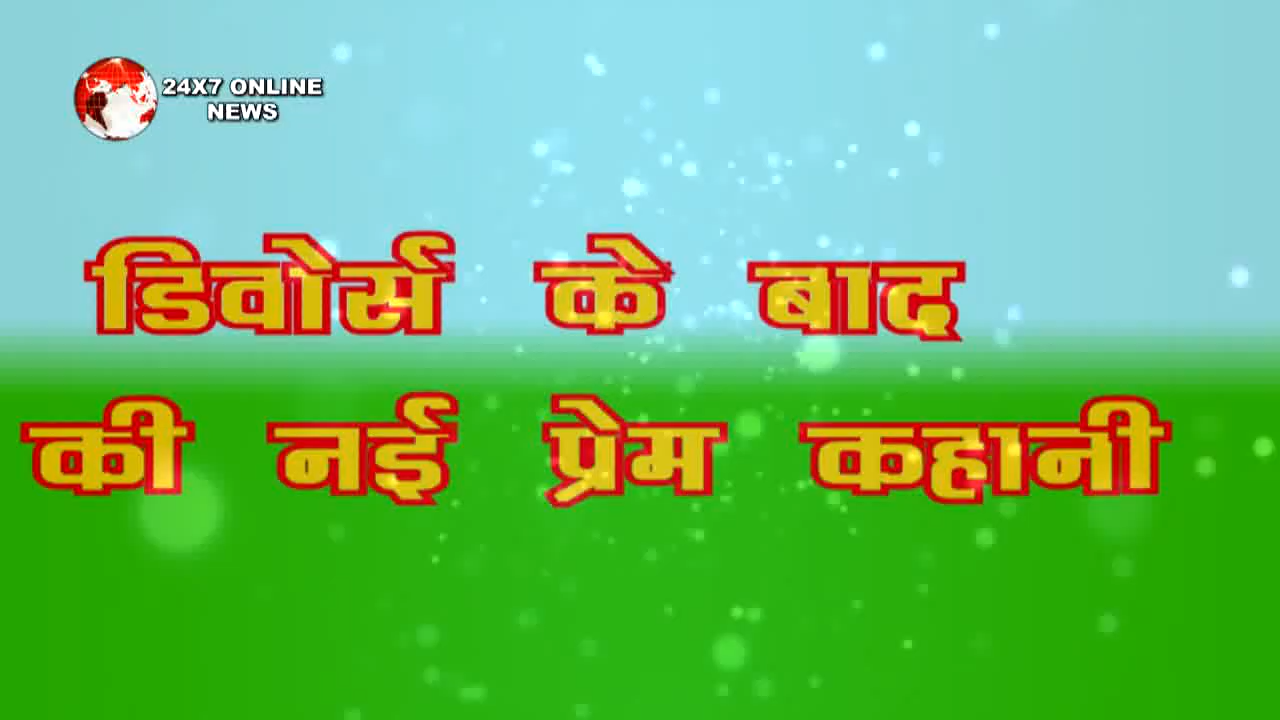 24X7 ONLINE
NEWS
डिवोर्स के बाद
की नई प्रेम कहानी